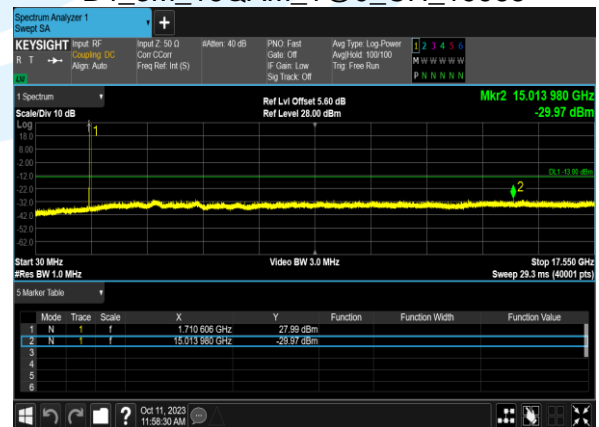 Spectrum Analyzer 1
Swept SA
+
KEYSIGHT Input: RF Input Z: 50 Ω #Atten: 40 dB PNO: Fast Avg Type: Log-Power 1 2 3 4 5 6
R T Coupling: DC Corr CCorr Gate: Off Avg|Hold: 100/100 M W W W W W
Align: Auto Freq Ref: Int (S) IF Gain: Low Trig: Free Run
Sig Track: Off P N N N N N
1 Spectrum
Ref Lvl Offset 5.60 dB
Mkr2 15.013 980 GHz
Scale/Div 10 dB
Ref Level 28.00 dBm
-29.97 dBm
Log
1
18.0
8.00
-2.00
DL1 -13.00 dBm
-12.0
2
-22.0
-32.0
-42.0
-52.0
-62.0
Start 30 MHz Video BW 3.0 MHz Stop 17.550 GHz
#Res BW 1.0 MHz Sweep 29.3 ms (40001 pts)
5 Marker Table
Mode Trace Scale X Y Function Function Width Function Value
1 N 1 f 1.710 606 GHz 27.99 dBm
2 N 1 f 15.013 980 GHz -29.97 dBm
3
4
5
6
? Oct 11, 2023
11:58:30 AM